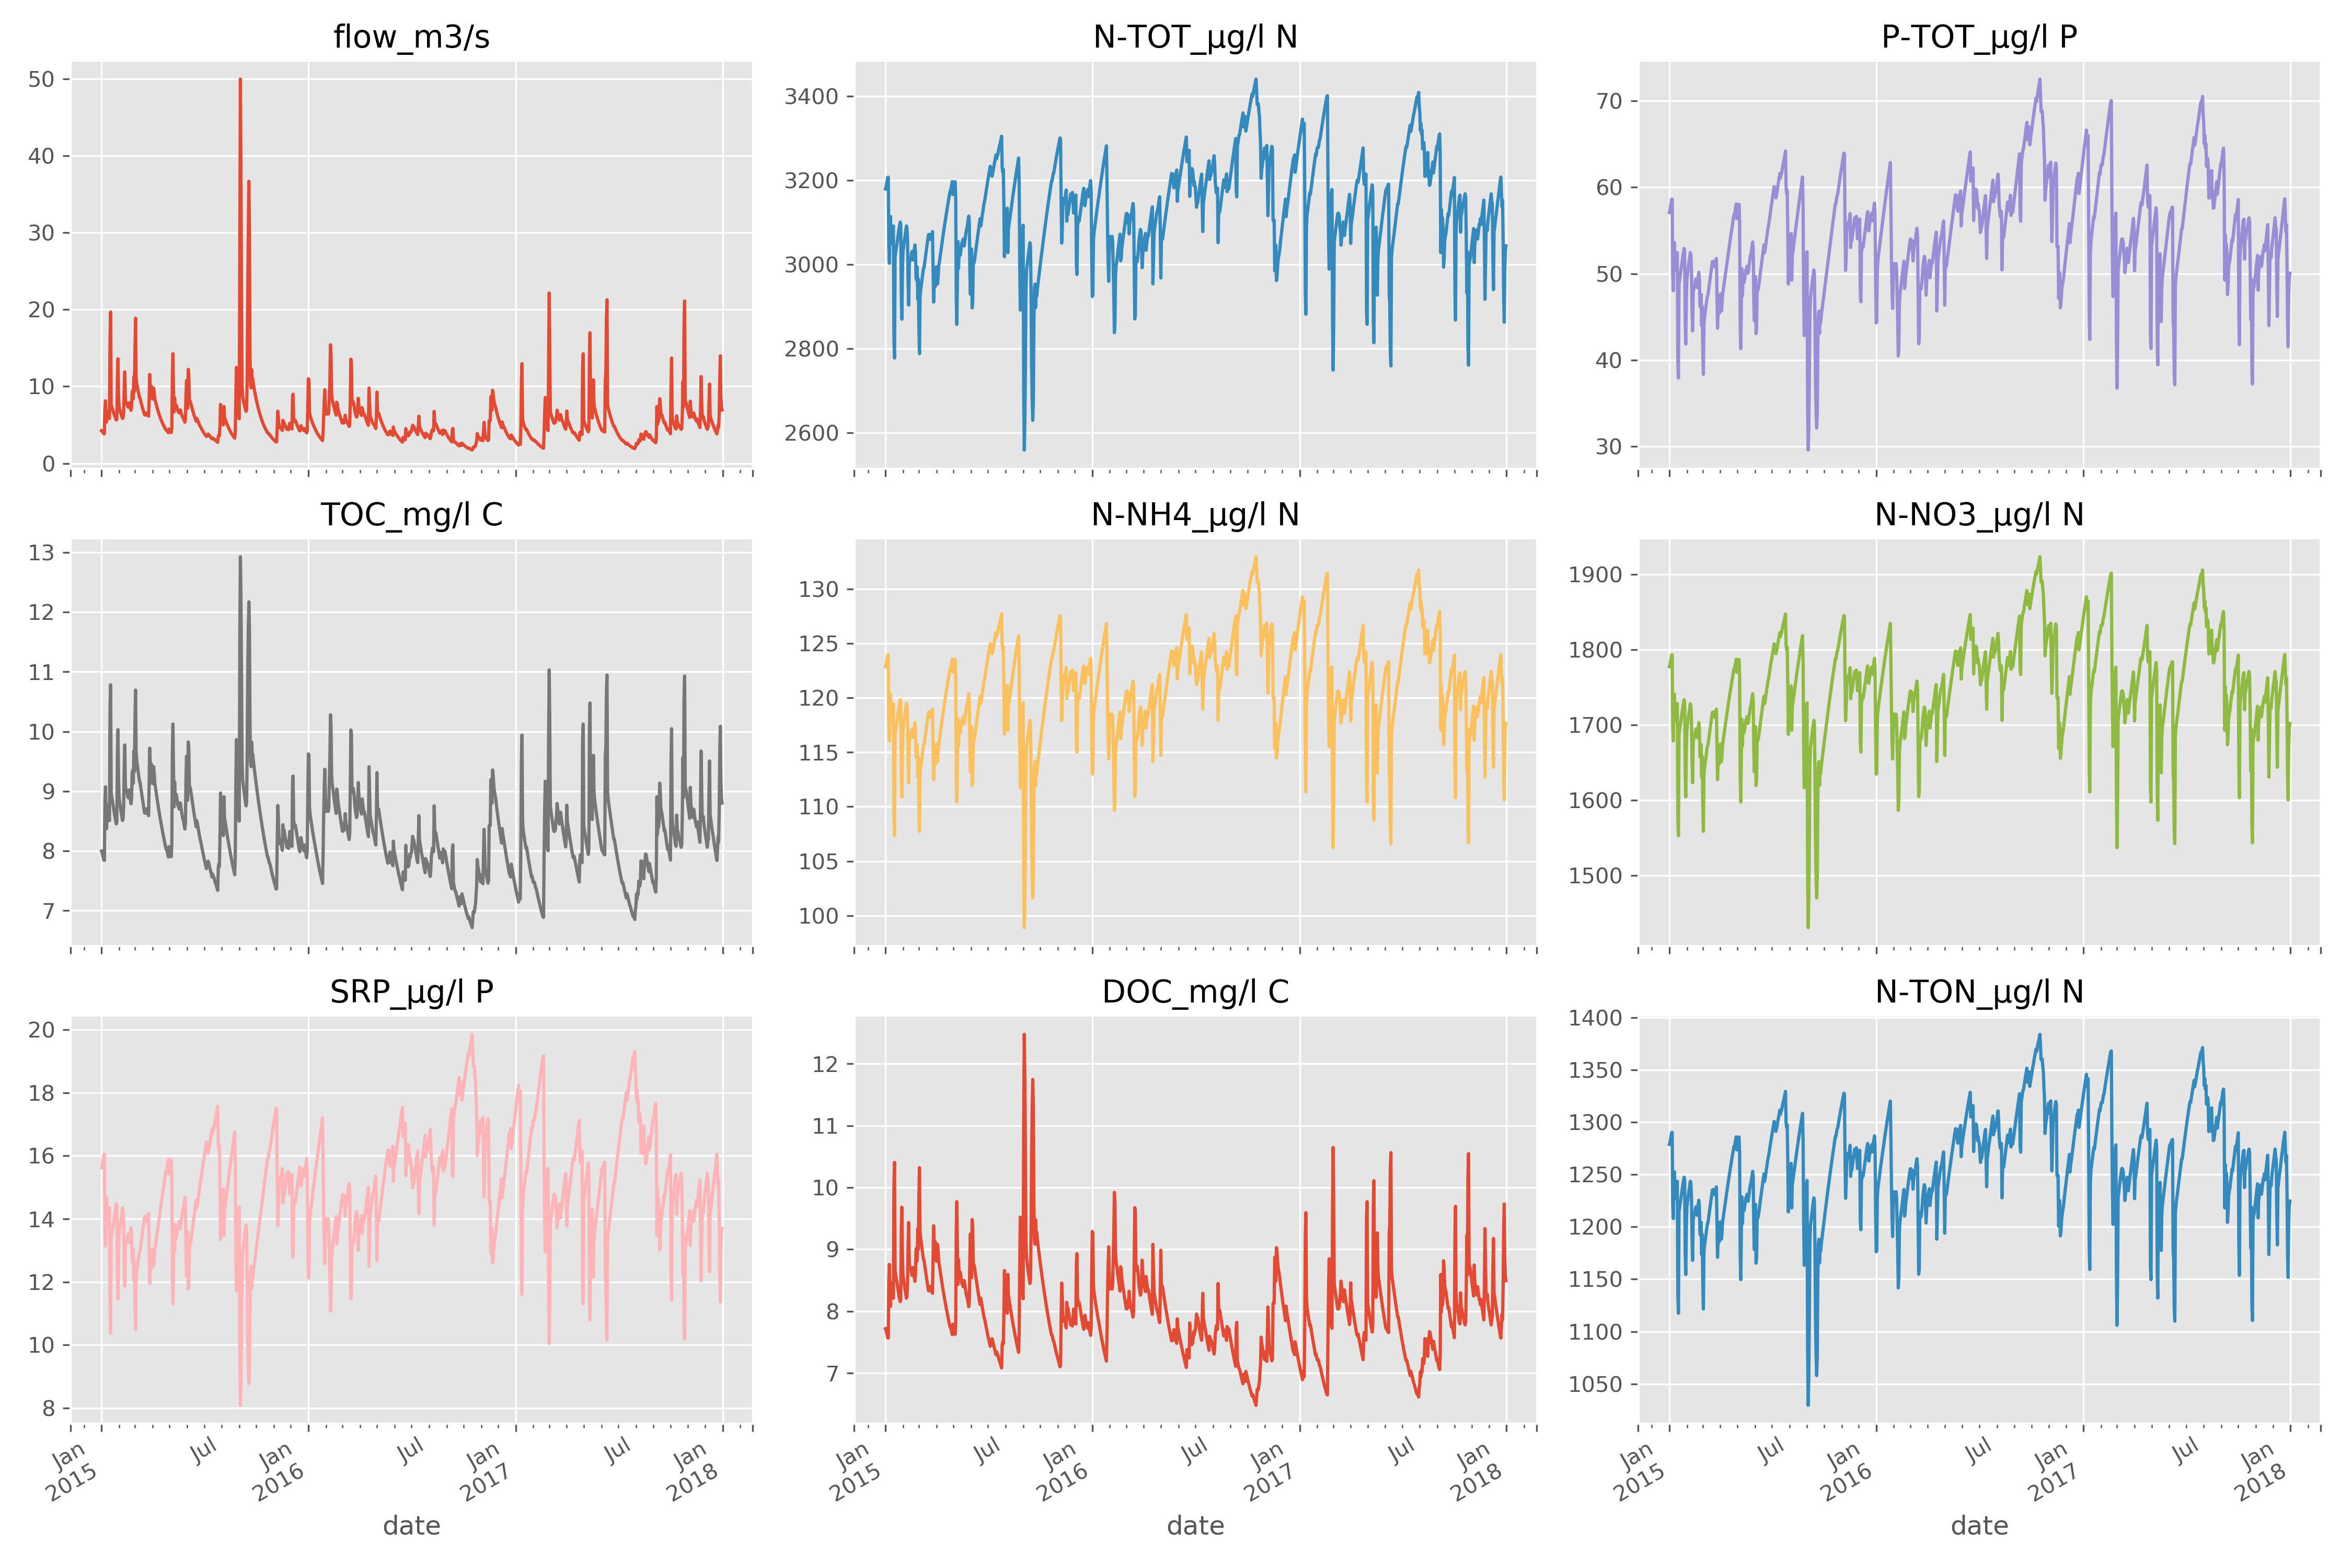 flow_m3/s
50
40
30
20
10
0
N-TOT_µg/l N
3400
3200
3000
2800
2600
P-TOT_µg/l P
70
60
50
40
30
TOC_mg/l C
13
12
11
10
9
8
7
N-NH4_µg/l N
130
125
120
115
110
105
100
N-NO3_µg/l N
1900
1800
1700
1600
1500
SRP_µg/l P
20
18
16
14
12
10
8
Jan
2015
Jul
Jan
2016
Jul
Jan
2017
Jul
Jan
2018
date
DOC_mg/l C
12
11
10
9
8
7
Jan
2015
Jul
Jan
2016
Jul
Jan
2017
Jul
Jan
2018
date
N-TON_µg/l N
1400
1350
1300
1250
1200
1150
1100
1050
Jan
2015
Jul
Jan
2016
Jul
Jan
2017
Jul
Jan
2018
date